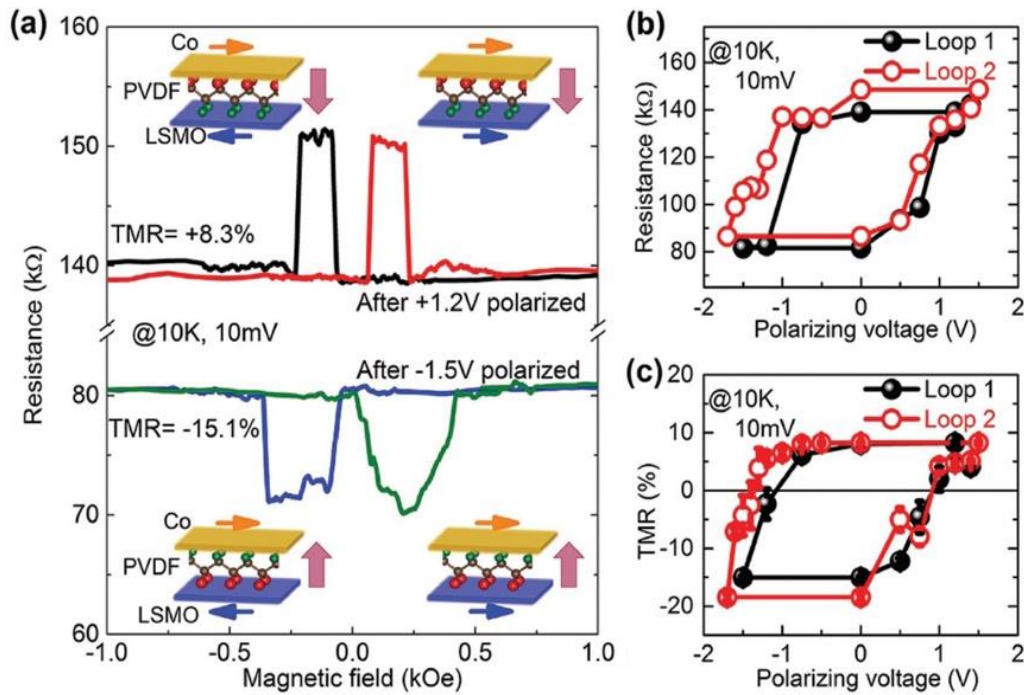 (a)
160
150
140
80
70
60
Resistance (kΩ)
Co
PVDF
LSMO
TMR= +8.3%
After +1.2V polarized
@10K, 10mV
After -1.5V polarized
TMR= -15.1%
Co
PVDF
LSMO
-1.0 -0.5 0.0 0.5 1.0
Magnetic field (kOe)
(b)
@10K,
10mV
Loop 1
Loop 2
160
140
120
100
80
Resistance (kΩ)
-2 -1 0 1 2
Polarizing voltage (V)
(c)
@10K,
10mV
Loop 1
Loop 2
20
10
0
-10
-20
TMR (%)
-2 -1 0 1 2
Polarizing voltage (V)